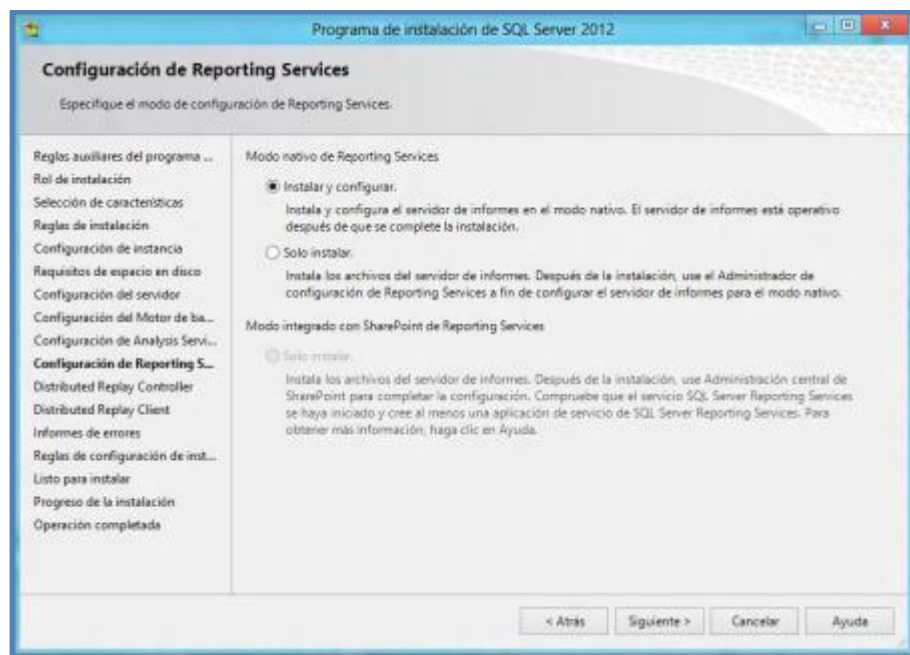 Programa de instalación de SQL Server 2012
Configuración de Reporting Services
Especifique el modo de configuración de Reporting Services.
Reglas auxiliares del programa ...
Rol de instalación
Selección de características
Reglas de instalación
Configuración de instancia
Requisitos de espacio en disco
Configuración del servidor
Configuración del Motor de ba...
Configuración de Analysis Servi...
Configuración de Reporting S...
Distributed Replay Controller
Distributed Replay Client
Informes de errores
Reglas de configuración de inst...
Listo para instalar
Progreso de la instalación
Operación completada
Modo nativo de Reporting Services
Instalar y configurar.
Instala y configura el servidor de informes en el modo nativo. El servidor de informes está operativo
después de que se complete la instalación.
Solo instalar.
Instala los archivos del servidor de informes. Después de la instalación, use el Administrador de
configuración de Reporting Services a fin de configurar el servidor de informes para el modo nativo.
Modo integrado con SharePoint de Reporting Services
Solo instalar.
Instala los archivos del servidor de informes. Después de la instalación, use Administración central de
SharePoint para completar la configuración. Compruebe que el servicio SQL Server Reporting Services
se haya iniciado y cree al menos una aplicación de servicio de SQL Server Reporting Services. Para
obtener más información, haga clic en Ayuda.
< Atrás
Siguiente >
Cancelar
Ayuda